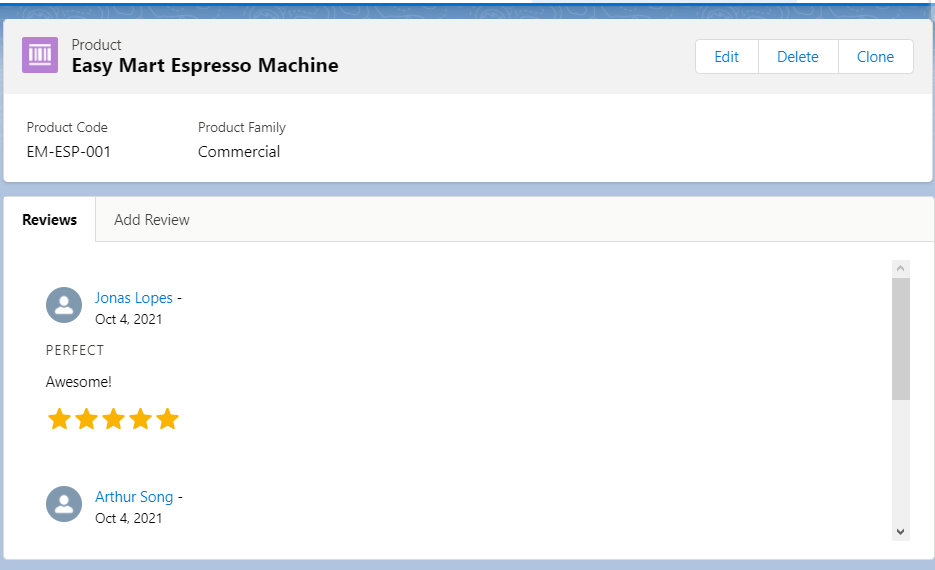 Product
Easy Mart Espresso Machine
Edit Delete Clone
Product Code Product Family
EM-ESP-001 Commercial
Reviews Add Review
Jonas Lopes -
Oct 4, 2021
PERFECT
Awesome!
Arthur Song -
Oct 4, 2021